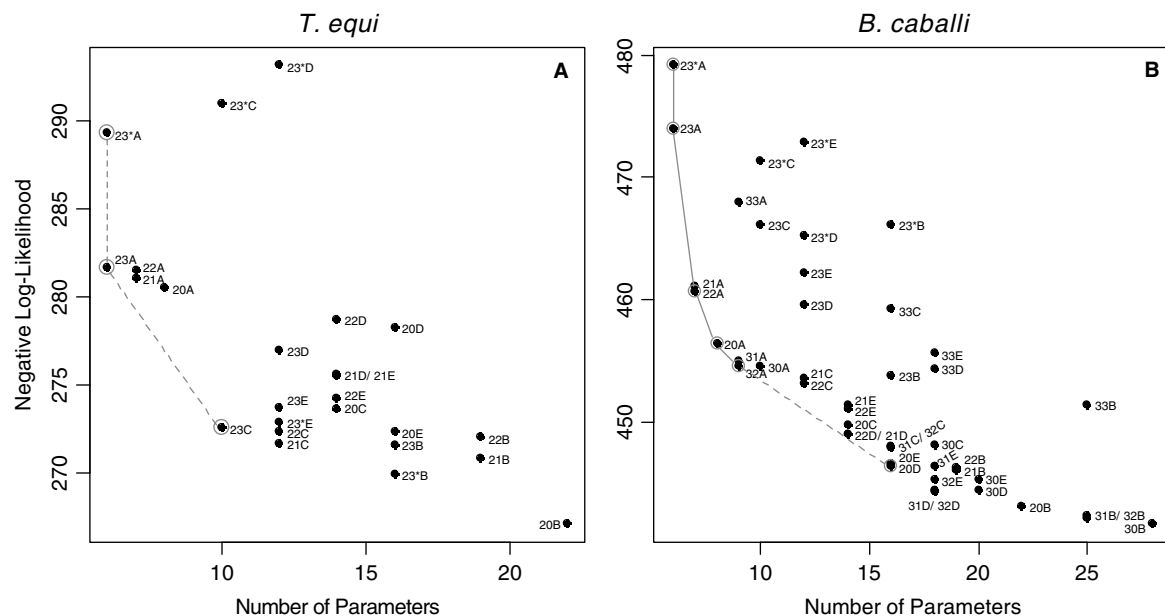 T. equi
B. caballi
A
B
Negative Log-Likelihood
290
285
280
275
270
23*D
23*C
23*A
23A
22A
21A
20A
22D
20D
23D
21D/ 21E
23E
22E
20C
23*E
23C
22C
21C
20E
23B
22B
21B
23*B
20B
10
15
20
Number of Parameters
480
470
460
450
23*A
23A
23*E
23*C
33A
23C
23*B
23*D
23E
21A
22A
23D
33C
20A
33E
31A
30A
32A
33D
21C
23B
22C
21E
22E
33B
20C
22D/ 21D
31C/ 32C
30C
20E
20D
31E
22B
21B
32E
30E
31D/ 32D
30D
20B
31B/ 32B
30B
10
15
20
25
Number of Parameters